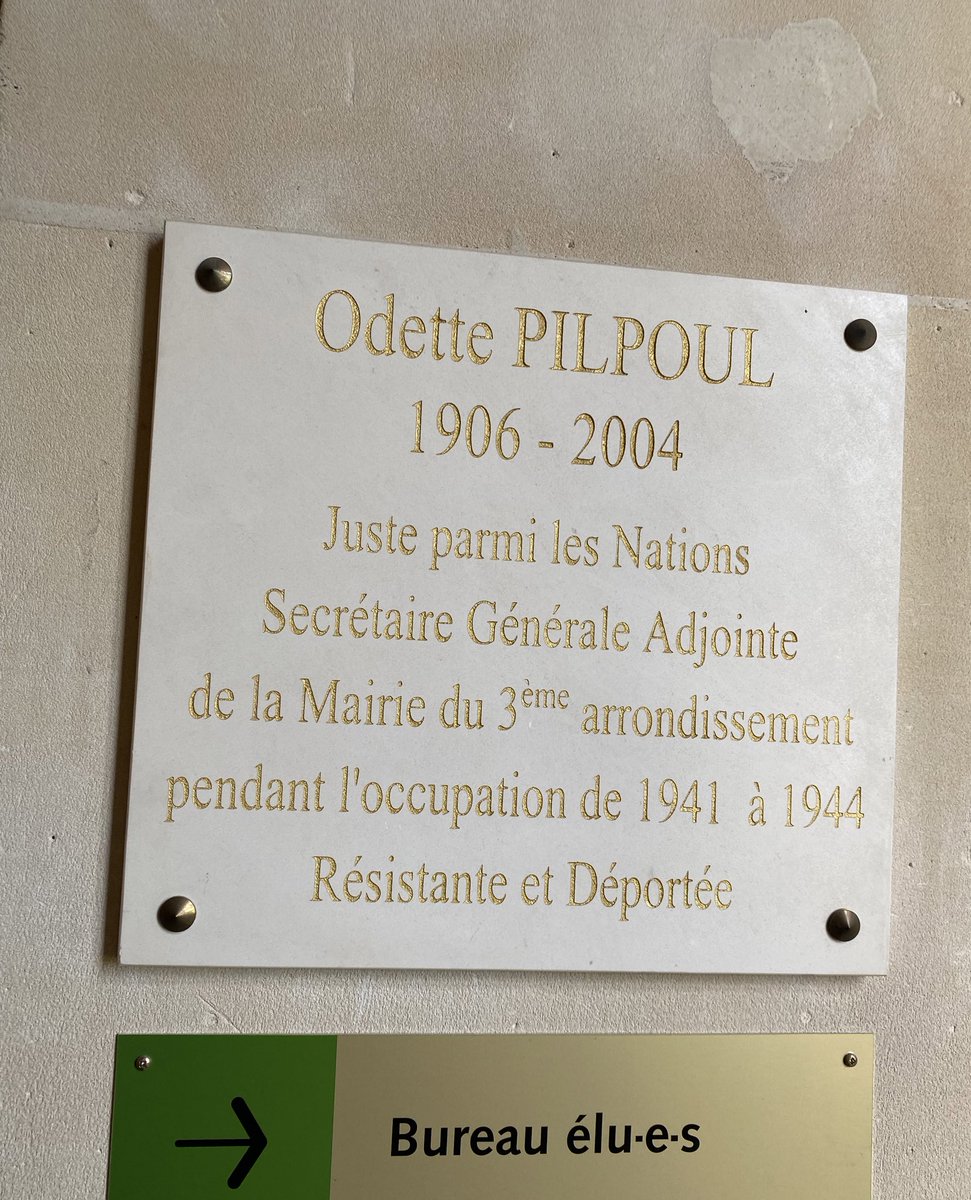 Odette PILPOUL
1906 - 2004
Juste parmi les Nations
Secrétaire Générale Adjointe
de la Mairie du 3ème arrondissement
pendant l'occupation de 1941 à 1944
Résistante et Déportée
Bureau élu·e·s